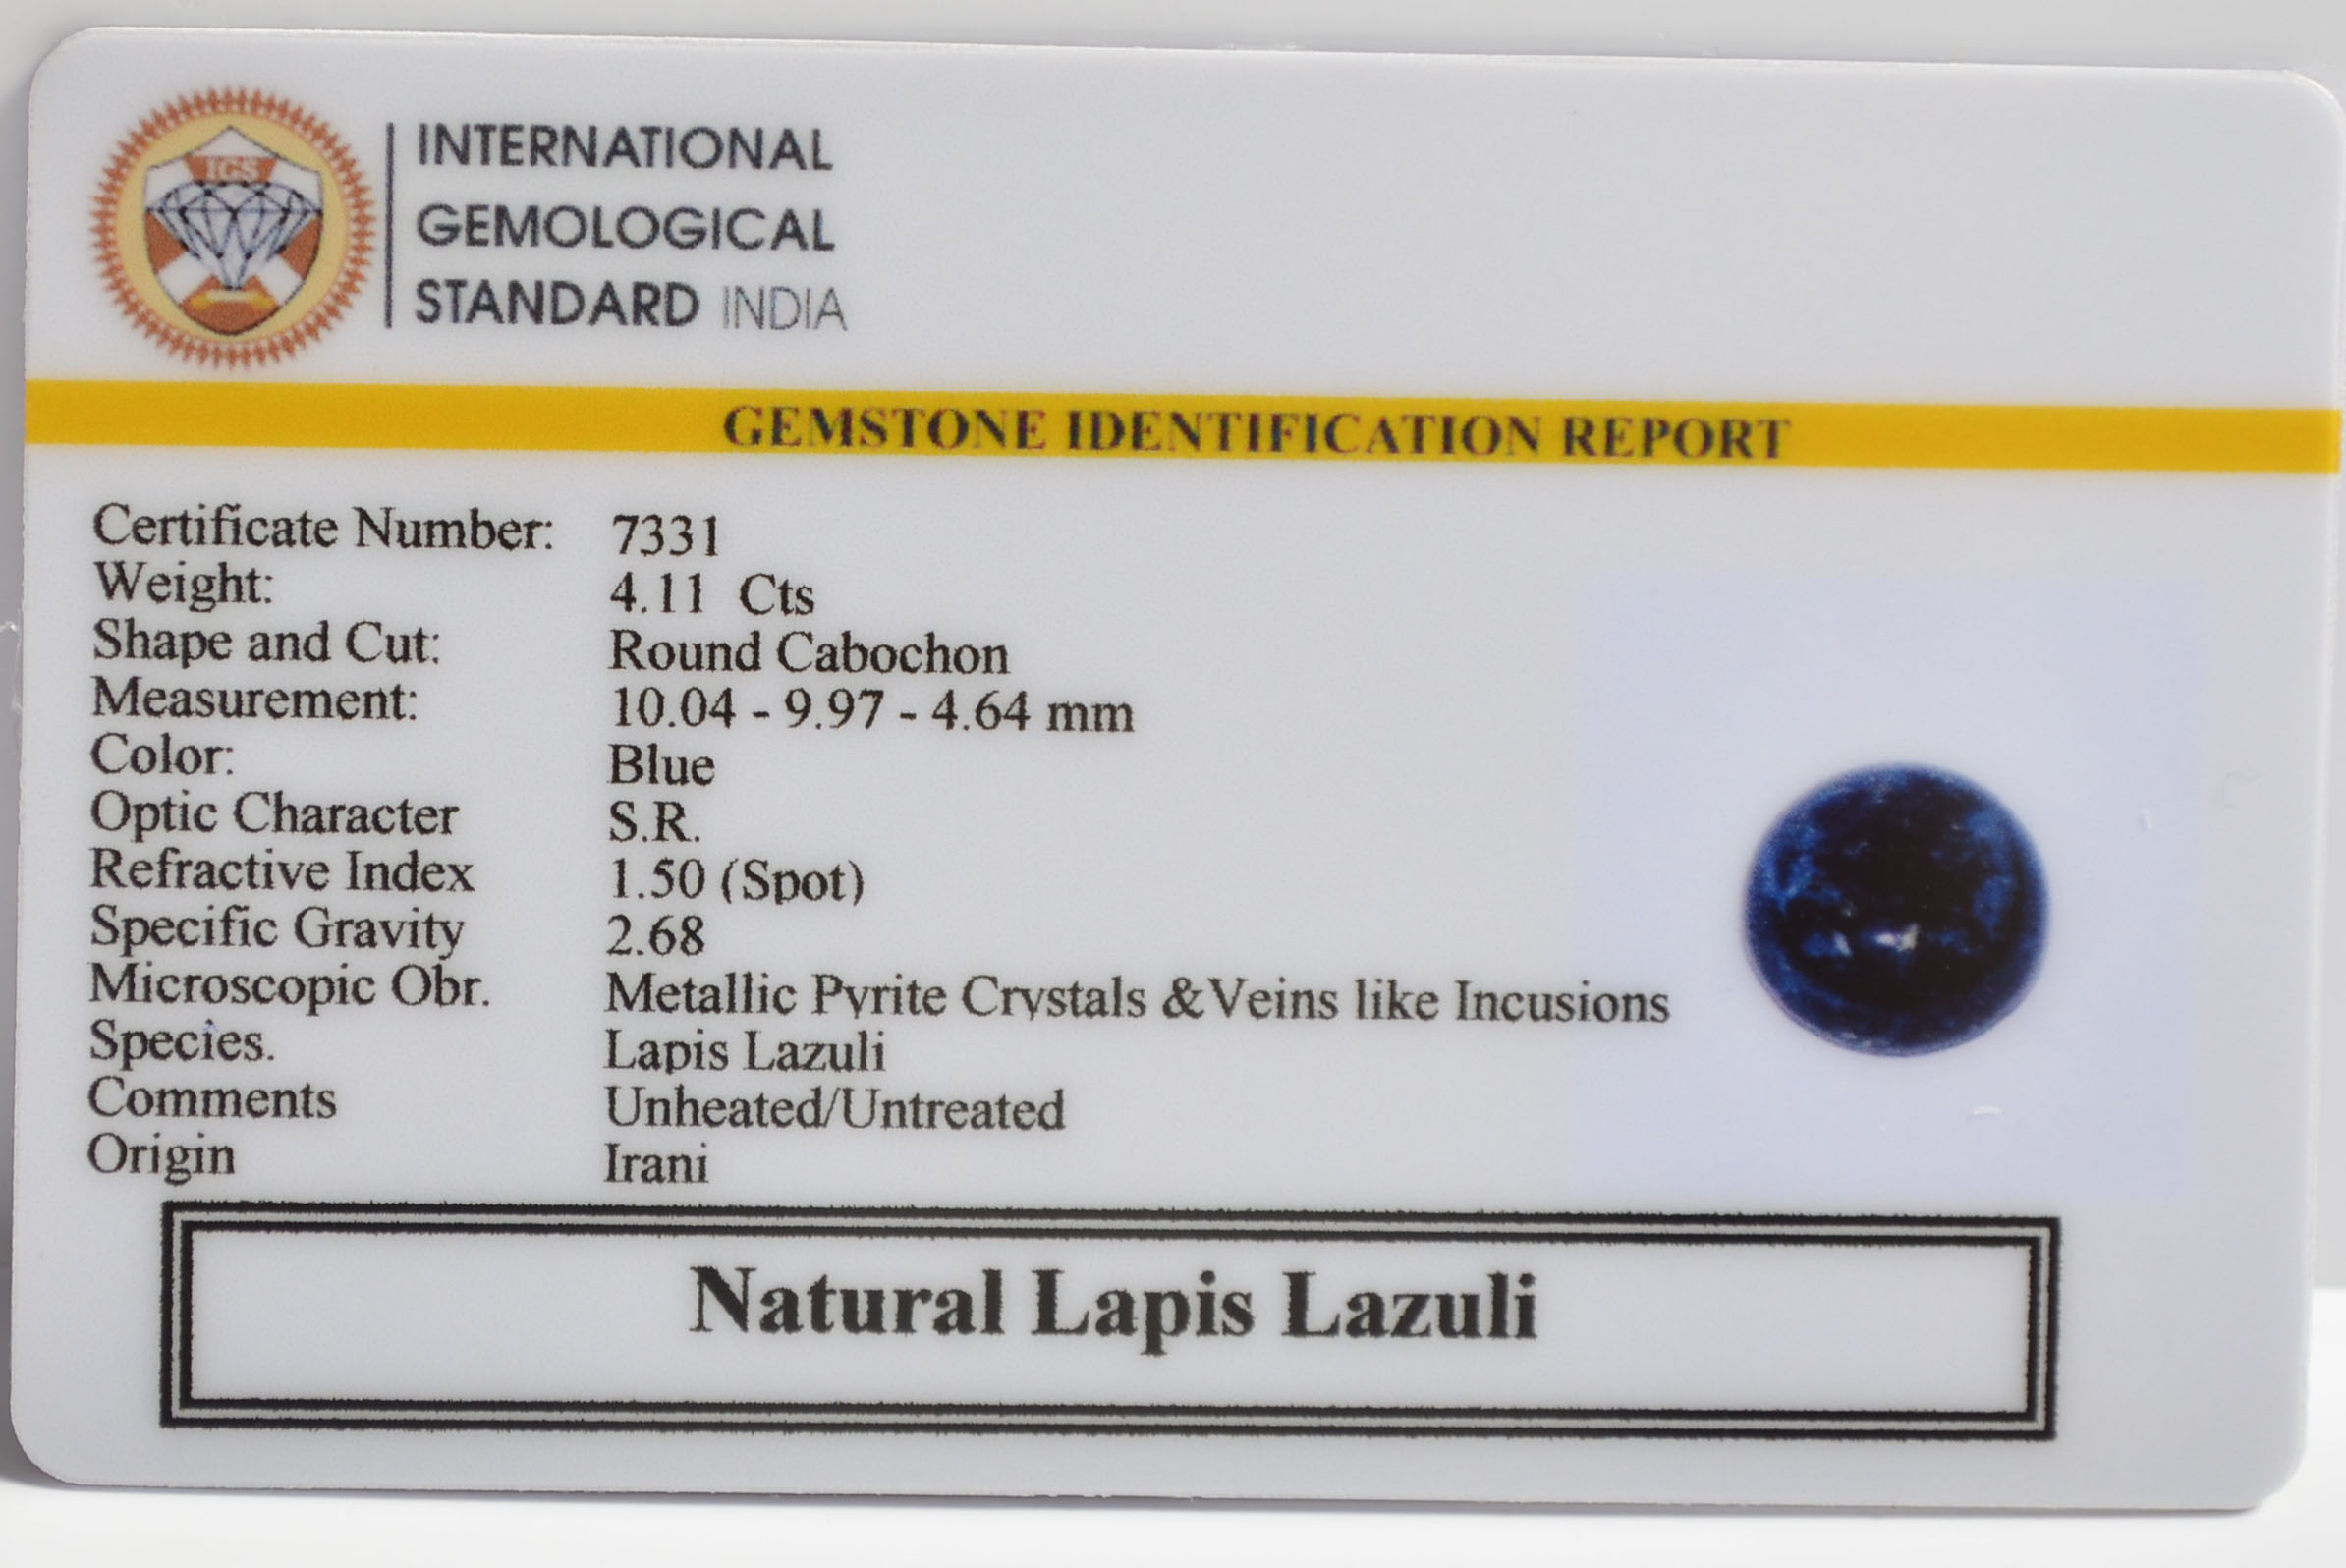 IGS
INTERNATIONAL
GEMOLOGICAL
STANDARD INDIA
GEMSTONE IDENTIFICATION REPORT
Certificate Number: 7331
Weight: 4.11 Cts
Shape and Cut: Round Cabochon
Measurement: 10.04 - 9.97 - 4.64 mm
Color: Blue
Optic Character S.R.
Refractive Index 1.50 (Spot)
Specific Gravity 2.68
Microscopic Obr. Metallic Pyrite Crystals &Veins like Incusions
Species. Lapis Lazuli
Comments Unheated/Untreated
Origin Irani
Natural Lapis Lazuli